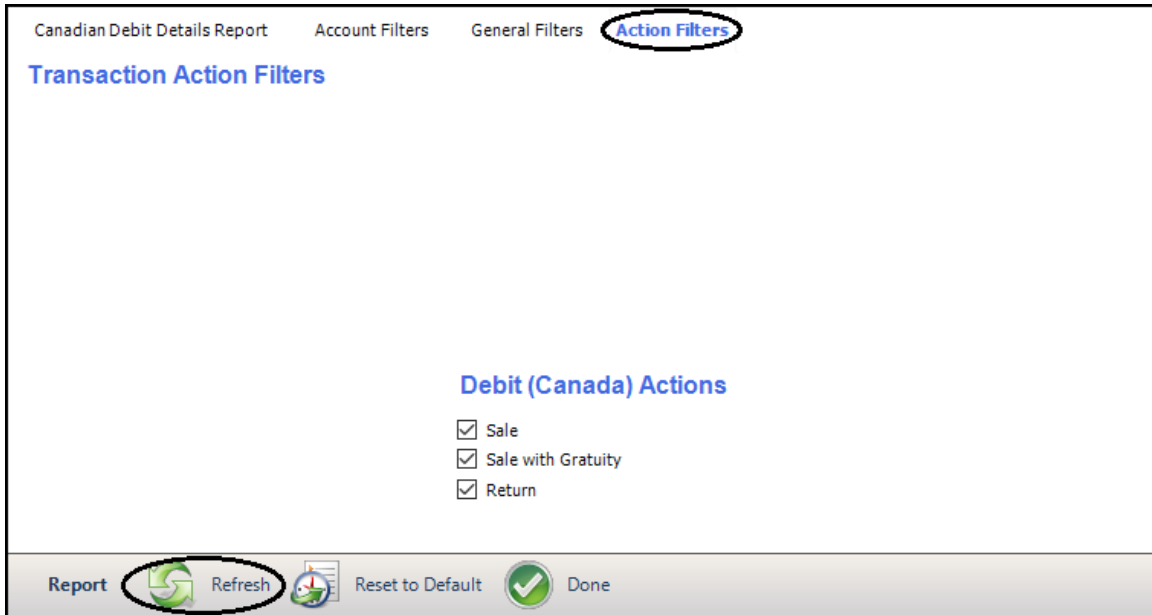 Canadian Debit Details Report Account Filters General Filters Action Filters
Transaction Action Filters
Debit (Canada) Actions
Sale
Sale with Gratuity
Return
Report Refresh Reset to Default Done